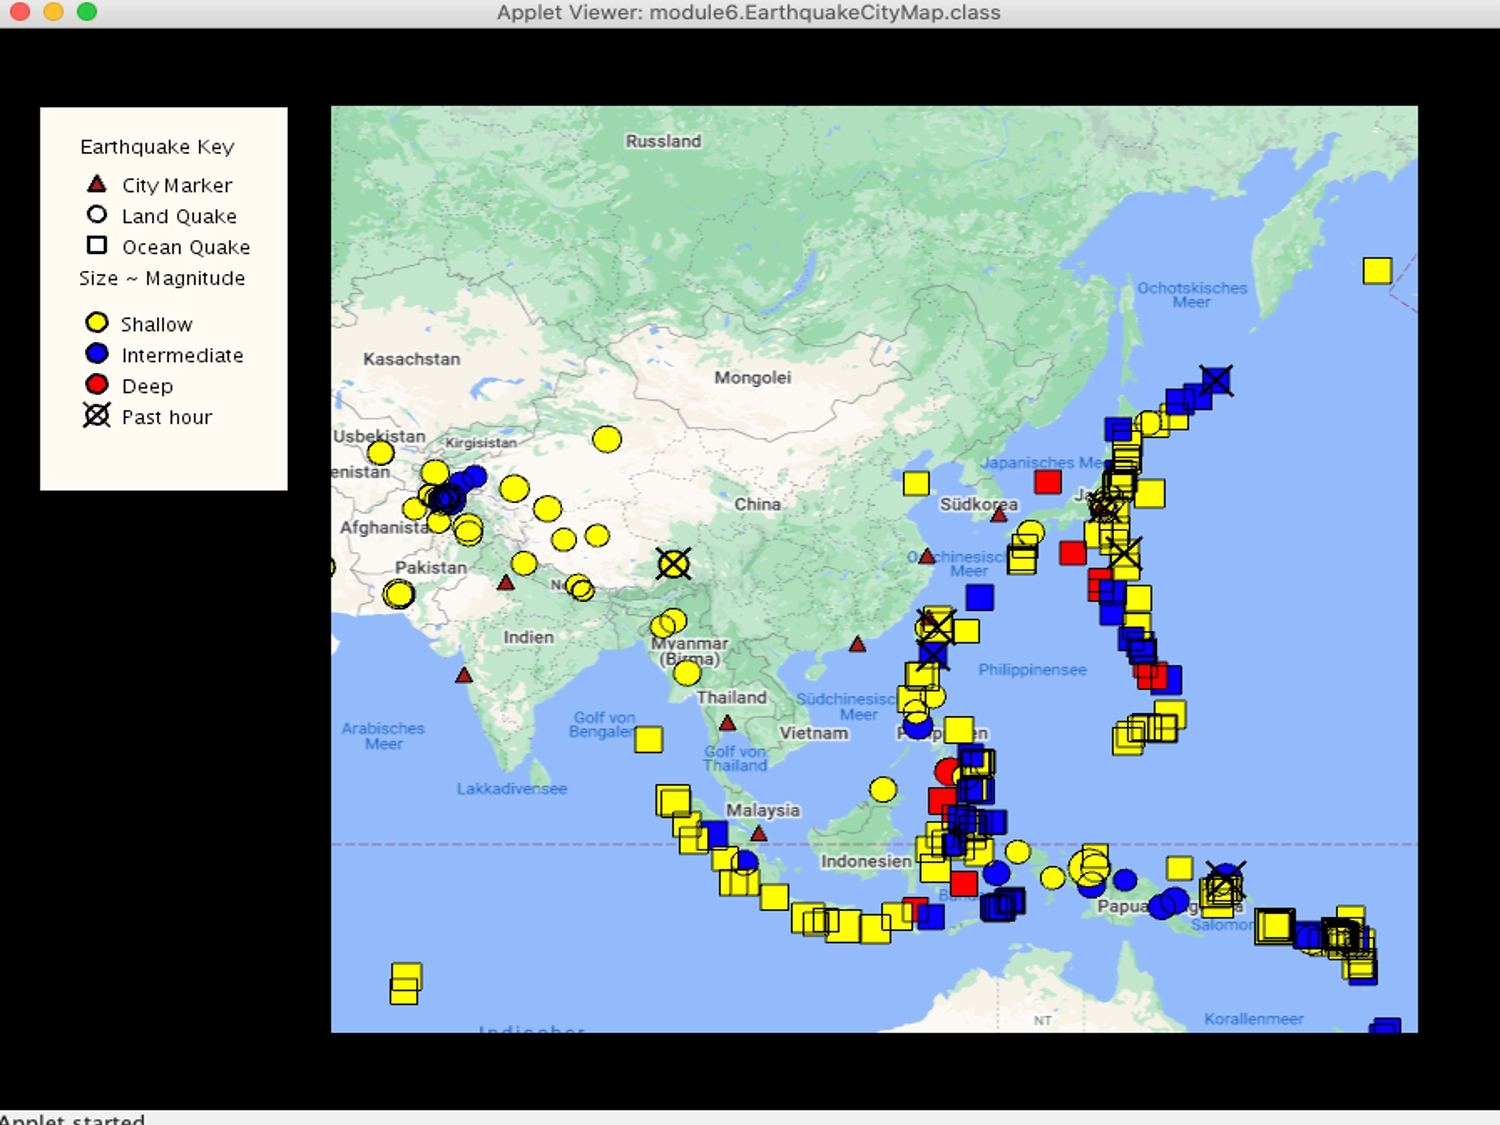 Applet Viewer: module6.EarthquakeCityMap.class
Earthquake Key
City Marker
Land Quake
Ocean Quake
Size ~ Magnitude
Shallow
Intermediate
Deep
Past hour
Russland
Ochotskisches
Meer
Kasachstan
Mongolei
Usbekistan
Kirgisistan
enistan
Japanisches Me
China
Südkorea
Afghanista
Pakistan
chinesisch
Meer
Indien
Myanmar
(Birma)
Philippinensee
Thailand
Südchinesisc
Meer
Golf von
Bengalen
Arabisches
Meer
Vietnam
Golf von
Thailand
Lakkadivensee
Malaysia
Indonesien
Papua
Salomon
NT
Korallenmeer
Indischer
Applet started